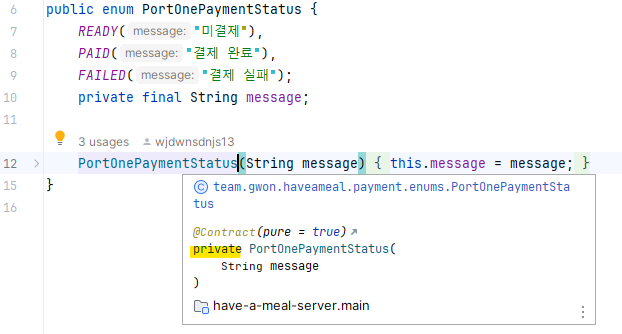 6 public enum PortOnePaymentStatus {
7 READY( message: "미결제"),
8 PAID( message: "결제 완료"),
9 FAILED( message: "결제 실패");
10 private final String message;
11
3 usages wjdwnsdnjs13
12 PortOnePaymentStatus(String message) { this.message = message; }
15 }
16
team.gwon.haveameal.payment.enums.PortOnePaymentSta
tus
@Contract(pure = true)
private PortOnePaymentStatus(
String message
)
have-a-meal-server.main